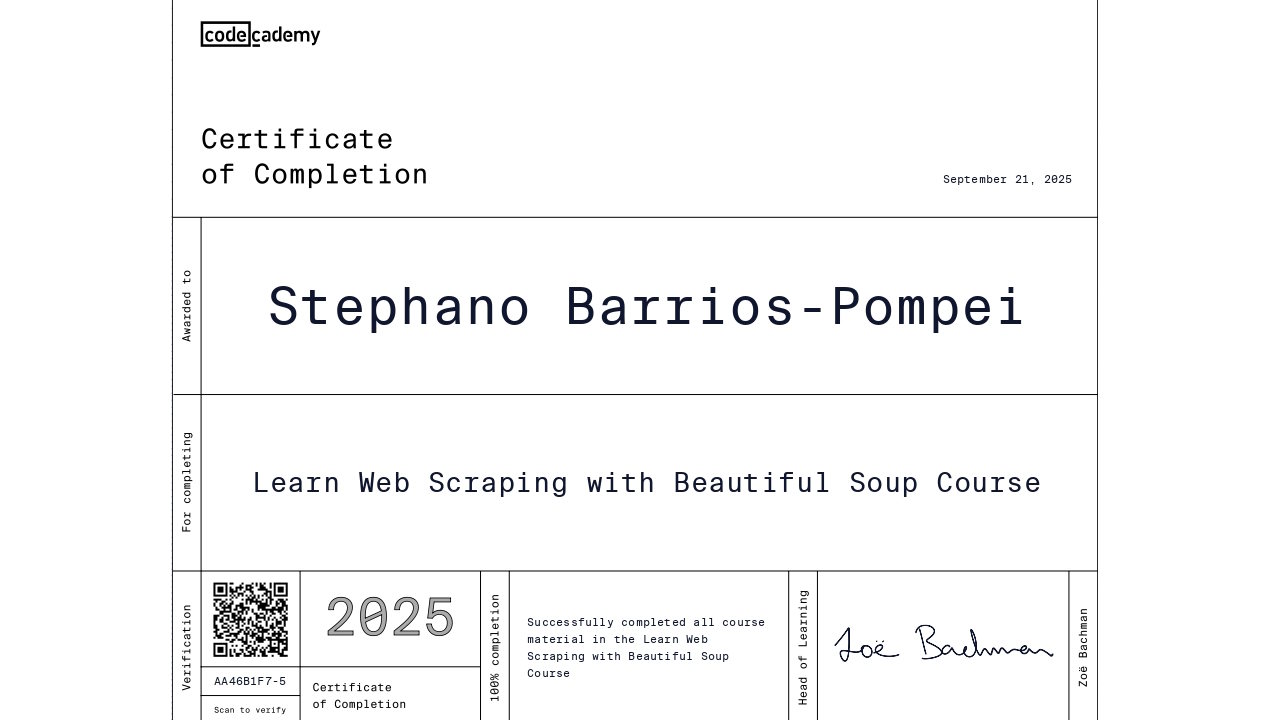 codecademy
Certificate
of Completion
September 21, 2025
Awarded to
Stephano Barrios-Pompei
For completing
Learn Web Scraping with Beautiful Soup Course
Verification
AA46B1F7-5
Scan to verify
2025
Certificate
of Completion
100% completion
Successfully completed all course
material in the Learn Web
Scraping with Beautiful Soup
Course
Head of Learning
Zoë Bachman
Zoë Bachman